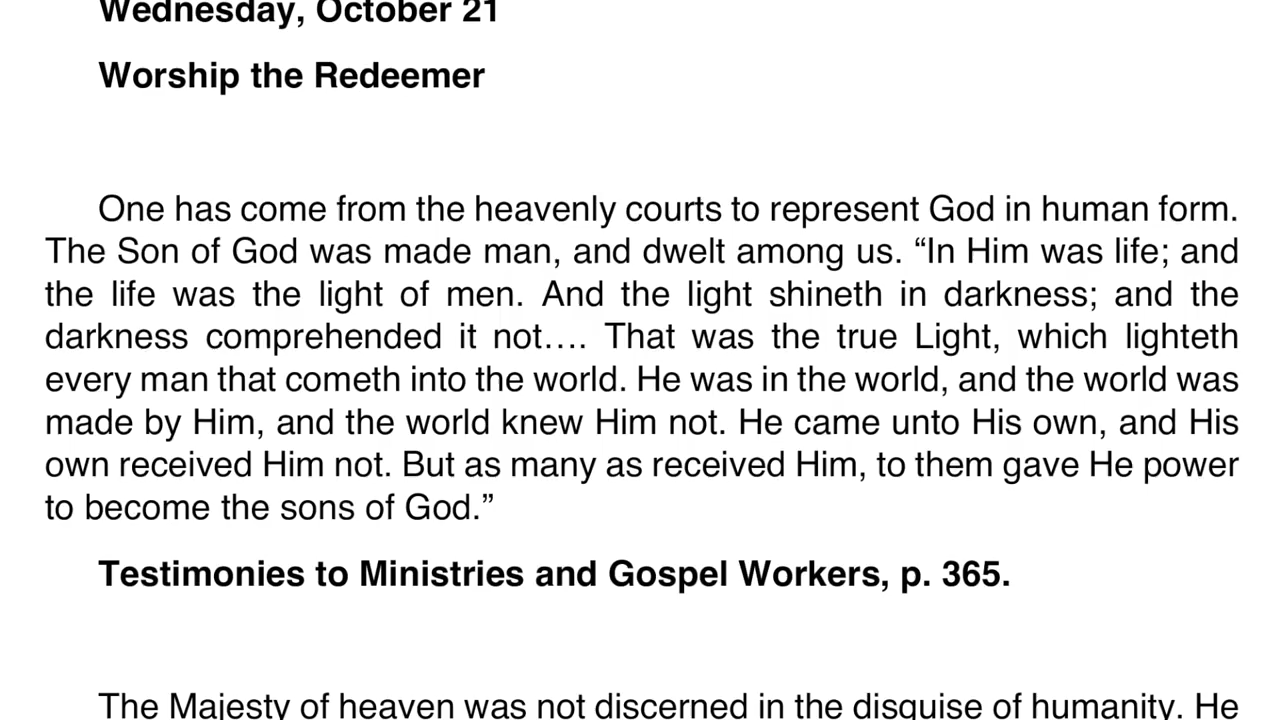 Wednesday, October 21
Worship the Redeemer
One has come from the heavenly courts to represent God in human form.
The Son of God was made man, and dwelt among us. “In Him was life; and
the life was the light of men. And the light shineth in darkness; and the
darkness comprehended it not…. That was the true Light, which lighteth
every man that cometh into the world. He was in the world, and the world was
made by Him, and the world knew Him not. He came unto His own, and His
own received Him not. But as many as received Him, to them gave He power
to become the sons of God.”
Testimonies to Ministries and Gospel Workers, p. 365.
The Majesty of heaven was not discerned in the disguise of humanity. He